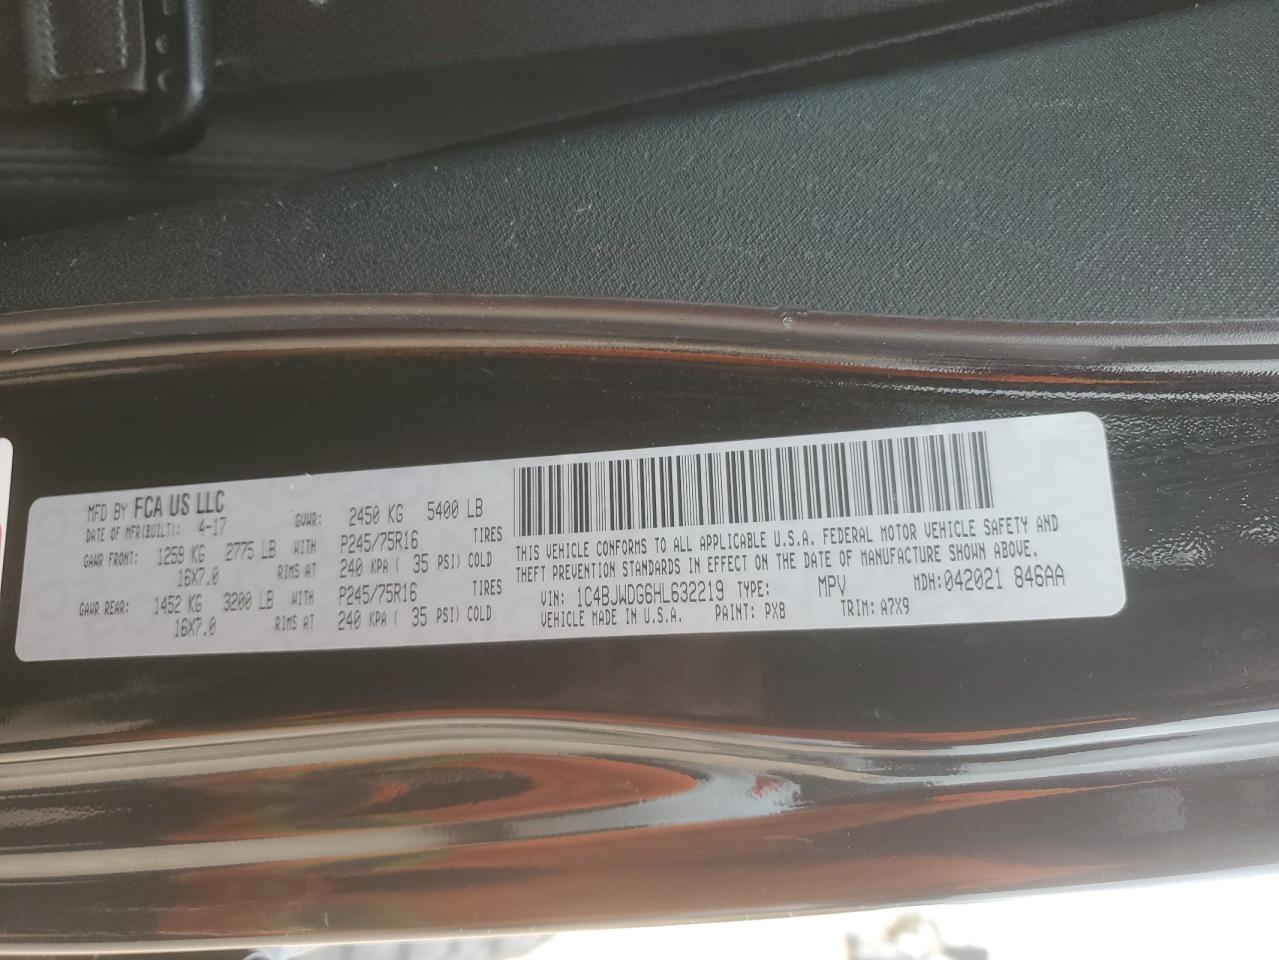 MFD BY FCA US LLC
DATE OF MFR(BUILT): 4-17 GVWR: 2450 KG 5400 LB
GAWR FRONT: 1259 KG 2775 LB WITH P245/75R16 TIRES
16X7.0 RIMS AT 240 KPA ( 35 PSI) COLD
GAWR REAR: 1452 KG 3200 LB WITH P245/75R16 TIRES
16X7.0 RIMS AT 240 KPA ( 35 PSI) COLD
THIS VEHICLE CONFORMS TO ALL APPLICABLE U.S.A. FEDERAL MOTOR VEHICLE SAFETY AND
THEFT PREVENTION STANDARDS IN EFFECT ON THE DATE OF MANUFACTURE SHOWN ABOVE.
VIN: 1C4BJWDG6HL632219 TYPE: MPV MDH:042021 846AA
VEHICLE MADE IN U.S.A. PAINT: PX8 TRIM: A7X9